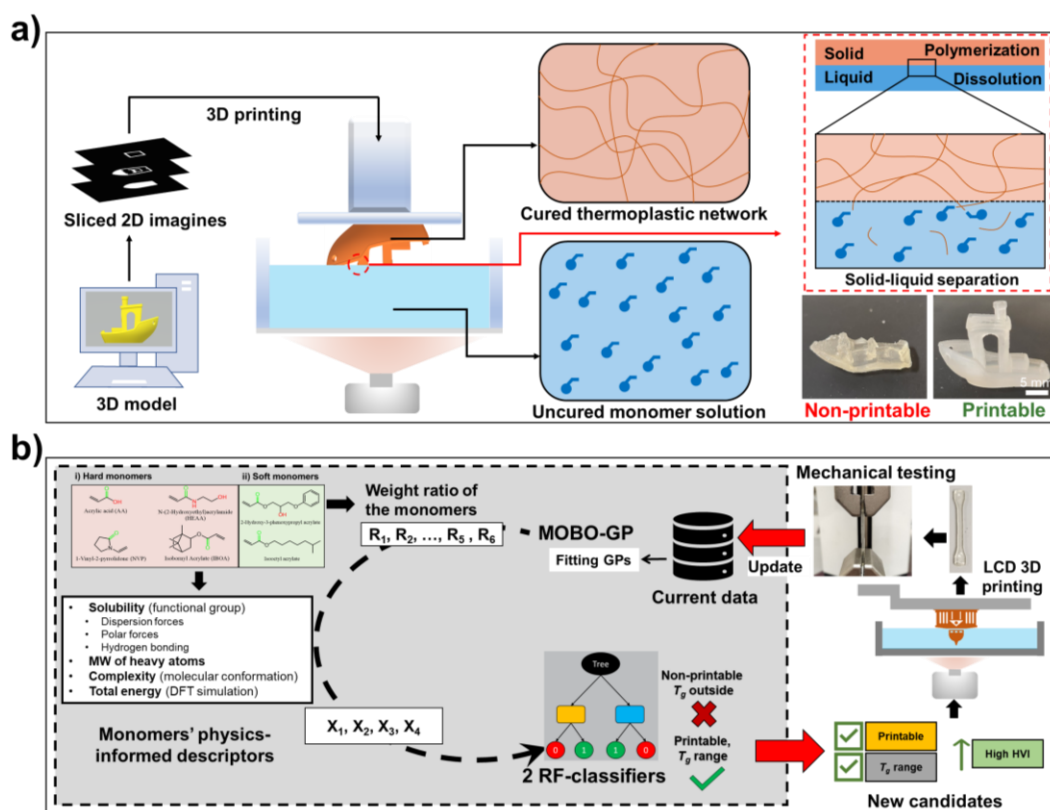 a)
3D printing
Sliced 2D imagines
3D model
Cured thermoplastic network
Uncured monomer solution
Solid
Polymerization
Liquid
Dissolution
Solid-liquid separation
5 mm
Non-printable
Printable
b)
i) Hard monomers
ii) Soft monomers
Acrylic acid (AA)
N-(2-Hydroxyethyl)acrylamide
(HEAA)
2-Hydroxy-3-phenoxypropyl acrylate
1-Vinyl-2-pyrrolidone (NVP)
Isobornyl Acrylate (IBOA)
Isooctyl acrylate
Weight ratio of
the monomers
R1, R2, ..., R5 , R6
MOBO-GP
Fitting GPs
Current data
Update
Mechanical testing
LCD 3D
printing
• Solubility (functional group)
• Dispersion forces
• Polar forces
• Hydrogen bonding
• MW of heavy atoms
• Complexity (molecular conformation)
• Total energy (DFT simulation)
Monomers' physics-
informed descriptors
X1, X2, X3, X4
Tree
0 1 1 0
2 RF-classifiers
Non-printable
Tg outside
Printable,
Tg range
Printable
Tg range
High HVI
New candidates